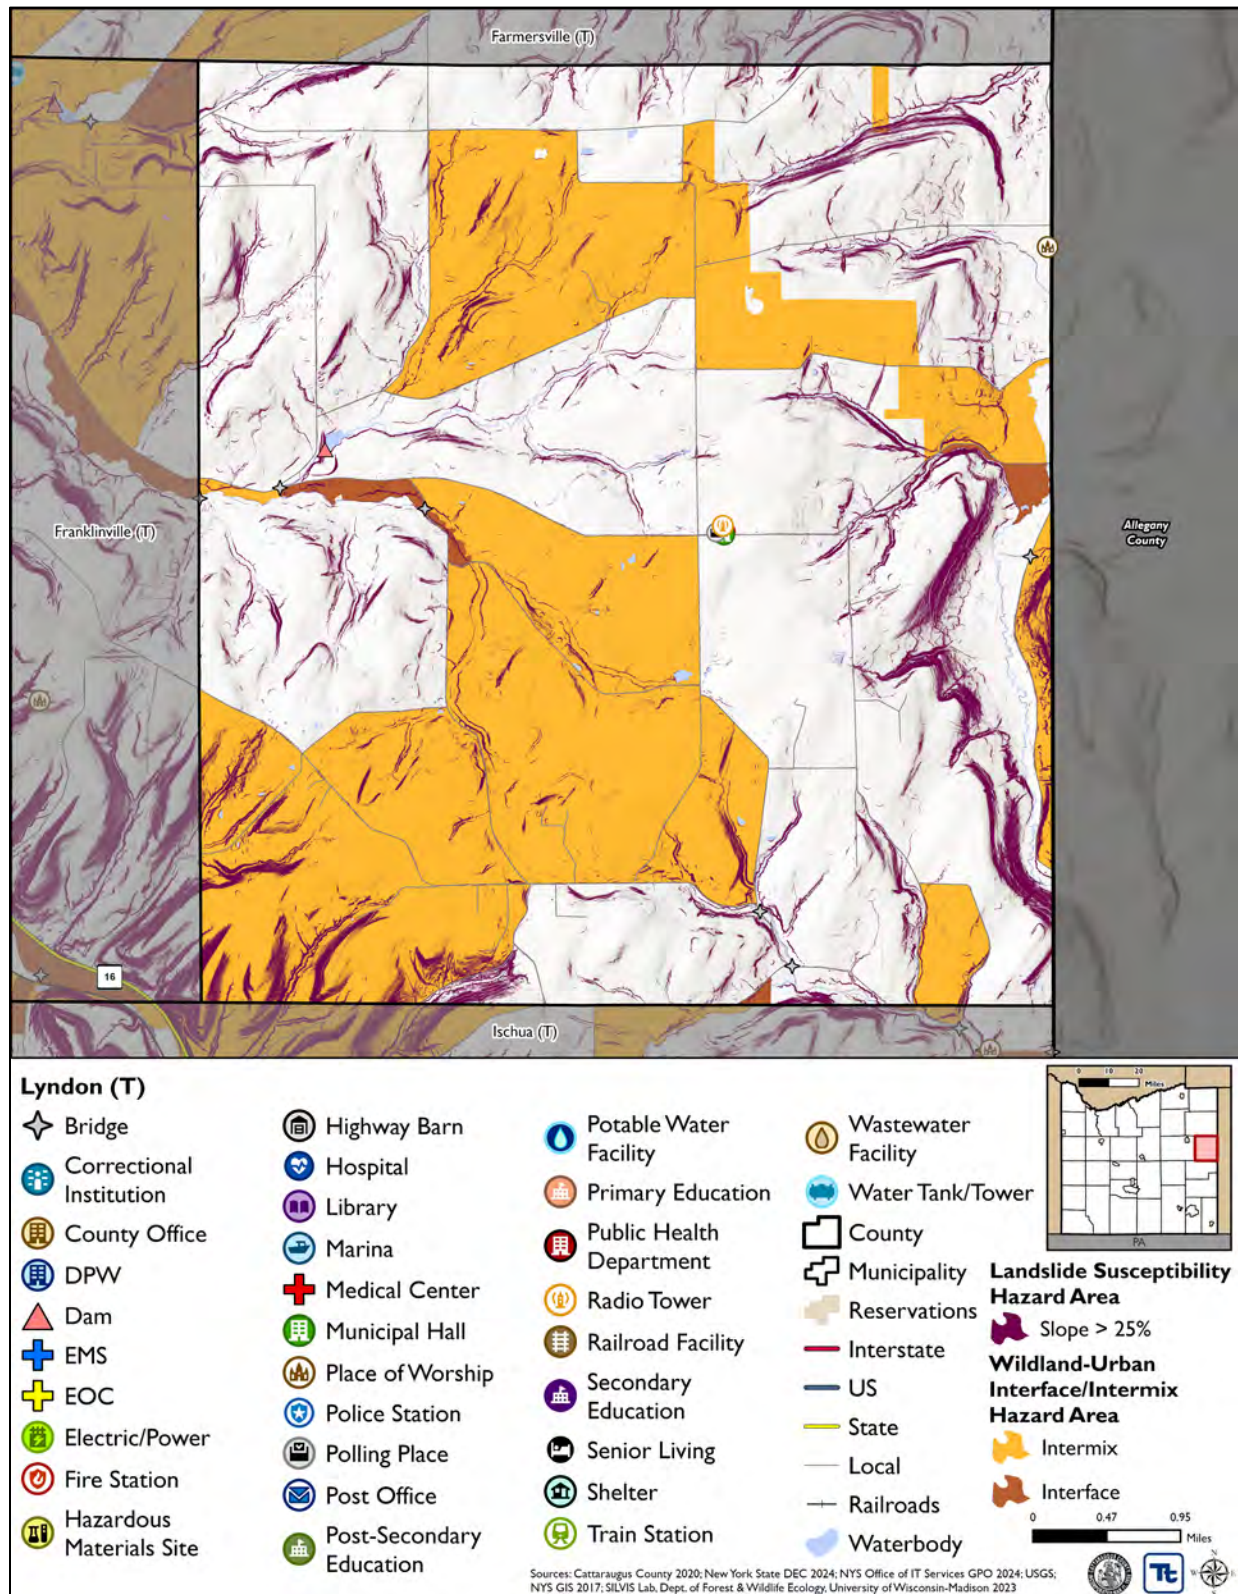 Farmersville (T)
Franklinville (T)
Allegany
County
16
Ischua (T)
Lyndon (T)
Bridge
Correctional
Institution
County Office
DPW
Dam
EMS
EOC
Electric/Power
Fire Station
Hazardous
Materials Site
Highway Barn
Hospital
Library
Marina
Medical Center
Municipal Hall
Place of Worship
Police Station
Polling Place
Post Office
Post-Secondary
Education
Potable Water
Facility
Primary Education
Public Health
Department
Radio Tower
Railroad Facility
Secondary
Education
Senior Living
Shelter
Train Station
Wastewater
Facility
Water Tank/Tower
County
Municipality
Reservations
Interstate
US
State
Local
Railroads
Waterbody
0 10 20
Miles
PA
Landslide Susceptibility
Hazard Area
Slope > 25%
Wildland-Urban
Interface/Intermix
Hazard Area
Intermix
Interface
0 0.47 0.95
Miles
Sources: Cattaraugus County 2020; New York State DEC 2024; NYS Office of IT Services GPO 2024; USGS;
NYS GIS 2017; SILVIS Lab, Dept. of Forest & Wildlife Ecology, University of Wisconsin-Madison 2023
Tt
N
W E
S